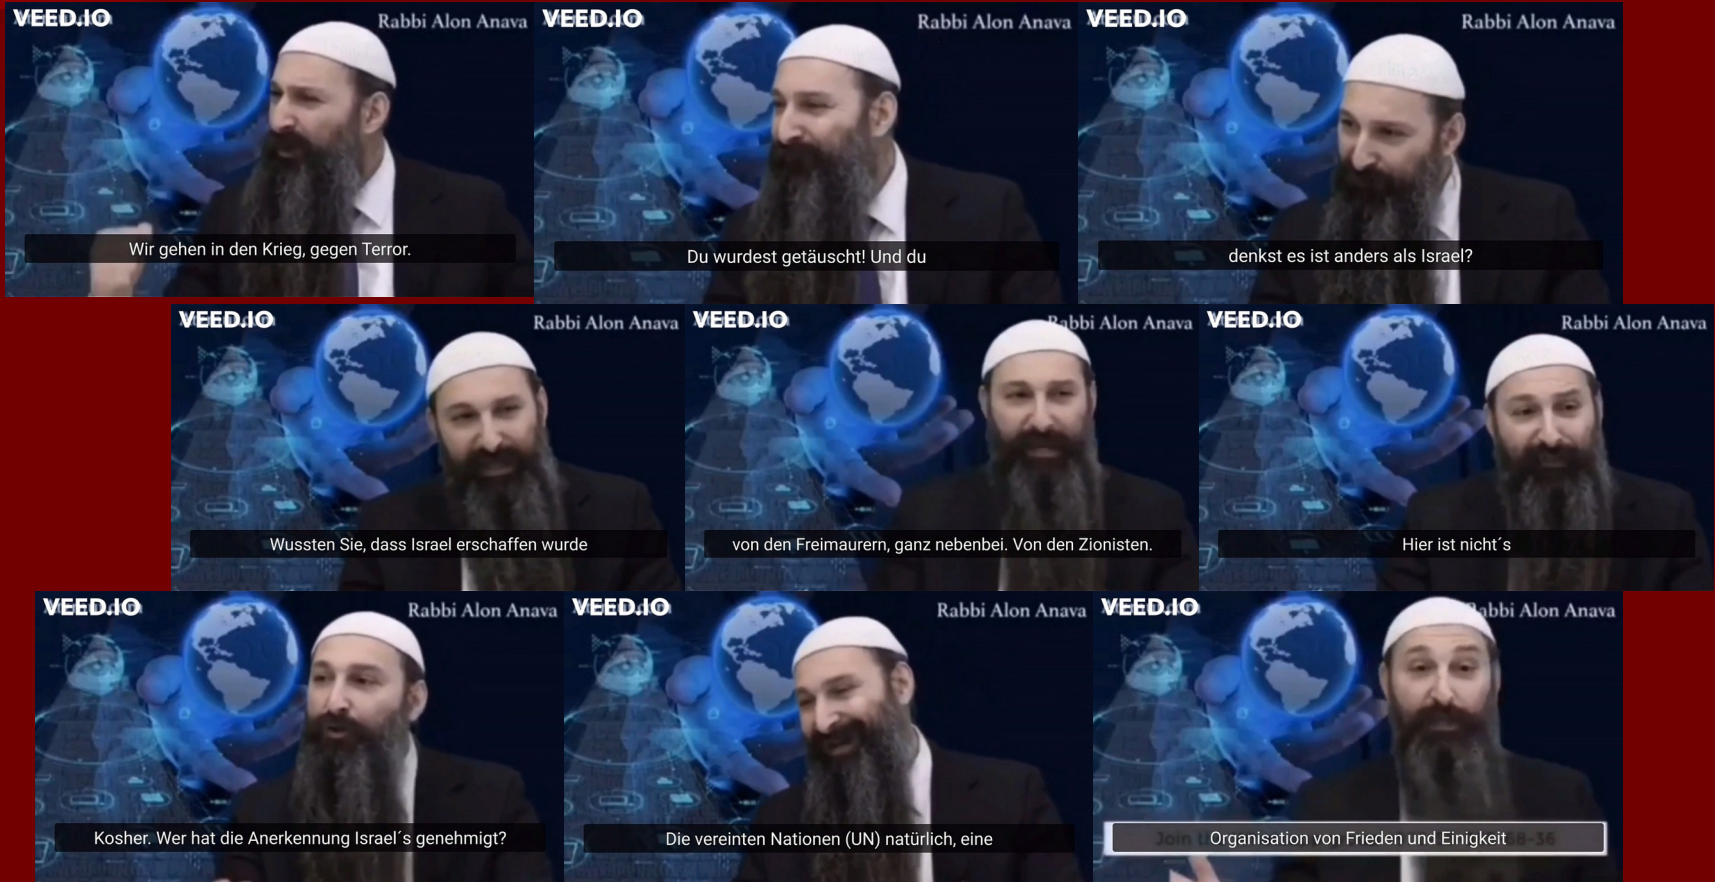 VEED.IO
Rabbi Alon Anava
Wir gehen in den Krieg, gegen Terror.
VEED.IO
Rabbi Alon Anava
Du wurdest getäuscht! Und du
VEED.IO
Rabbi Alon Anava
denkst es ist anders als Israel?
VEED.IO
Rabbi Alon Anava
Wussten Sie, dass Israel erschaffen wurde
VEED.IO
Rabbi Alon Anava
von den Freimaurern, ganz nebenbei. Von den Zionisten.
VEED.IO
Rabbi Alon Anava
Hier ist nicht´s
VEED.IO
Rabbi Alon Anava
Kosher. Wer hat die Anerkennung Israel´s genehmigt?
VEED.IO
Rabbi Alon Anava
Die vereinten Nationen (UN) natürlich, eine
VEED.IO
Rabbi Alon Anava
Organisation von Frieden und Einigkeit